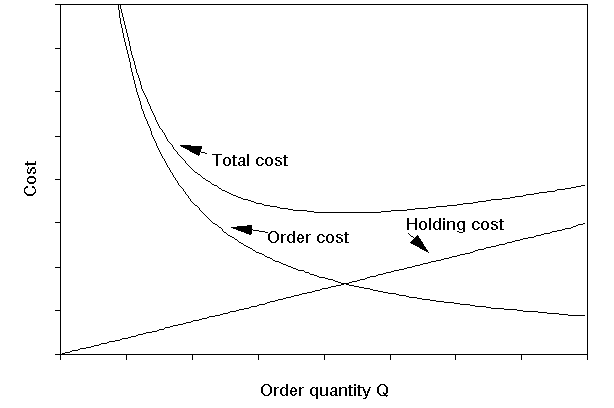 Total cost
Holding cost
Order cost
Cost
Order quantity Q